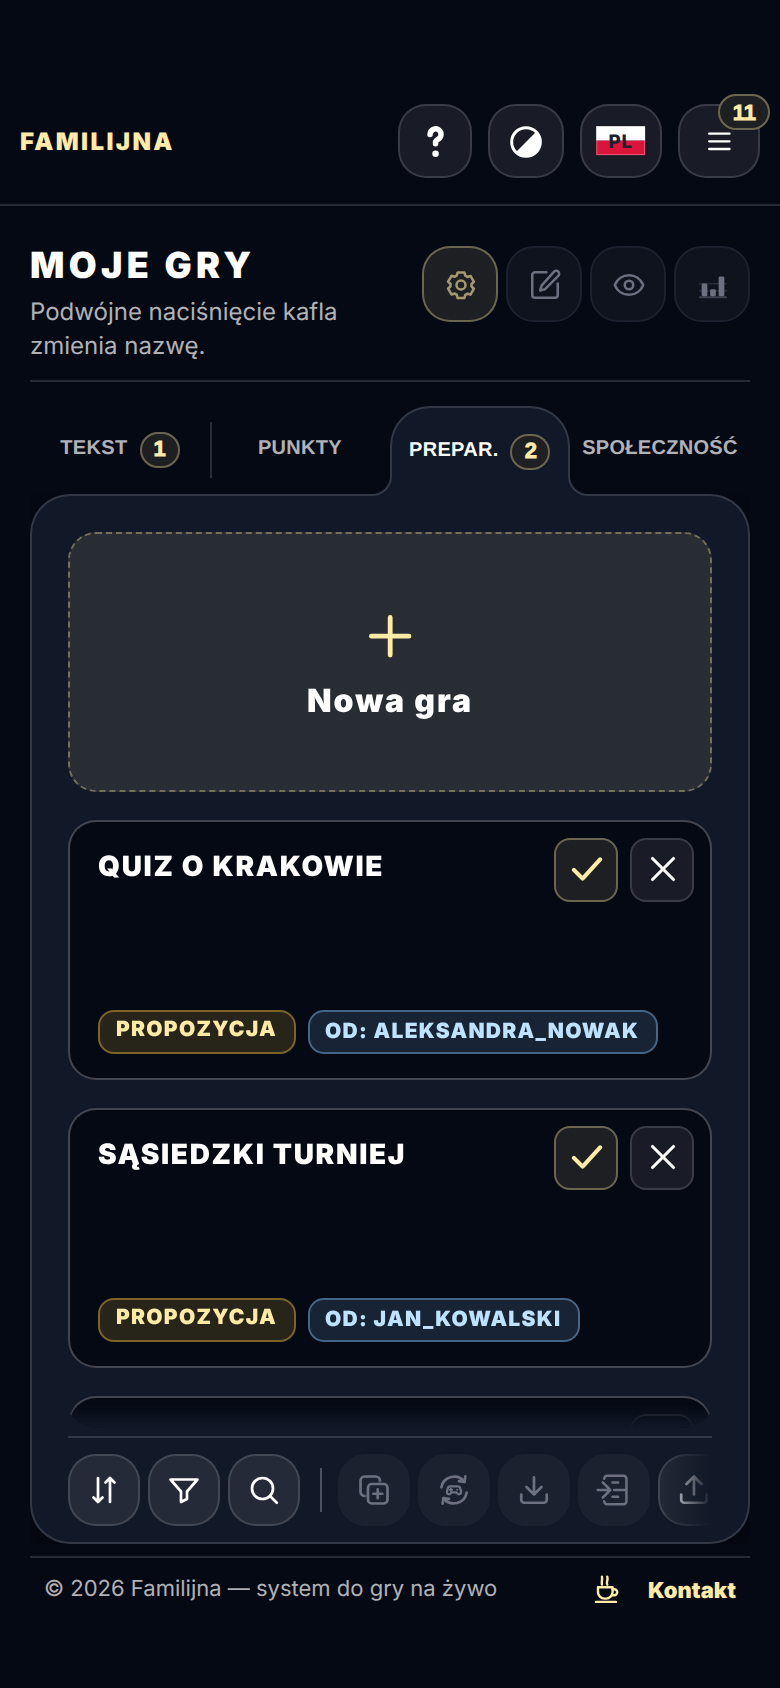 FAMILIJNA
PL
11
MOJE GRY
Podwójne naciśnięcie kafla
zmienia nazwę.
TEKST 1
PUNKTY
PREPAR. 2
SPOŁECZNOŚĆ
Nowa gra
QUIZ O KRAKOWIE
PROPOZYCJA
OD: ALEKSANDRA_NOWAK
SĄSIEDZKI TURNIEJ
PROPOZYCJA
OD: JAN_KOWALSKI
© 2026 Familijna — system do gry na żywo
Kontakt